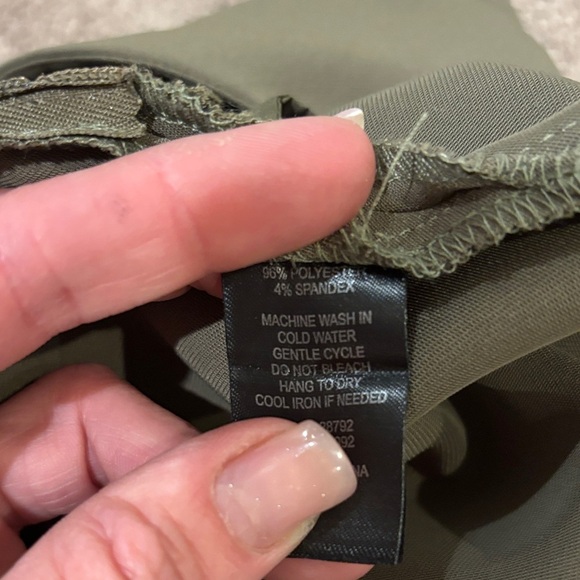 96% POLYESTER
4% SPANDEX
MACHINE WASH IN
COLD WATER
GENTLE CYCLE
DO NOT BLEACH
HANG TO DRY
COOL IRON IF NEEDED